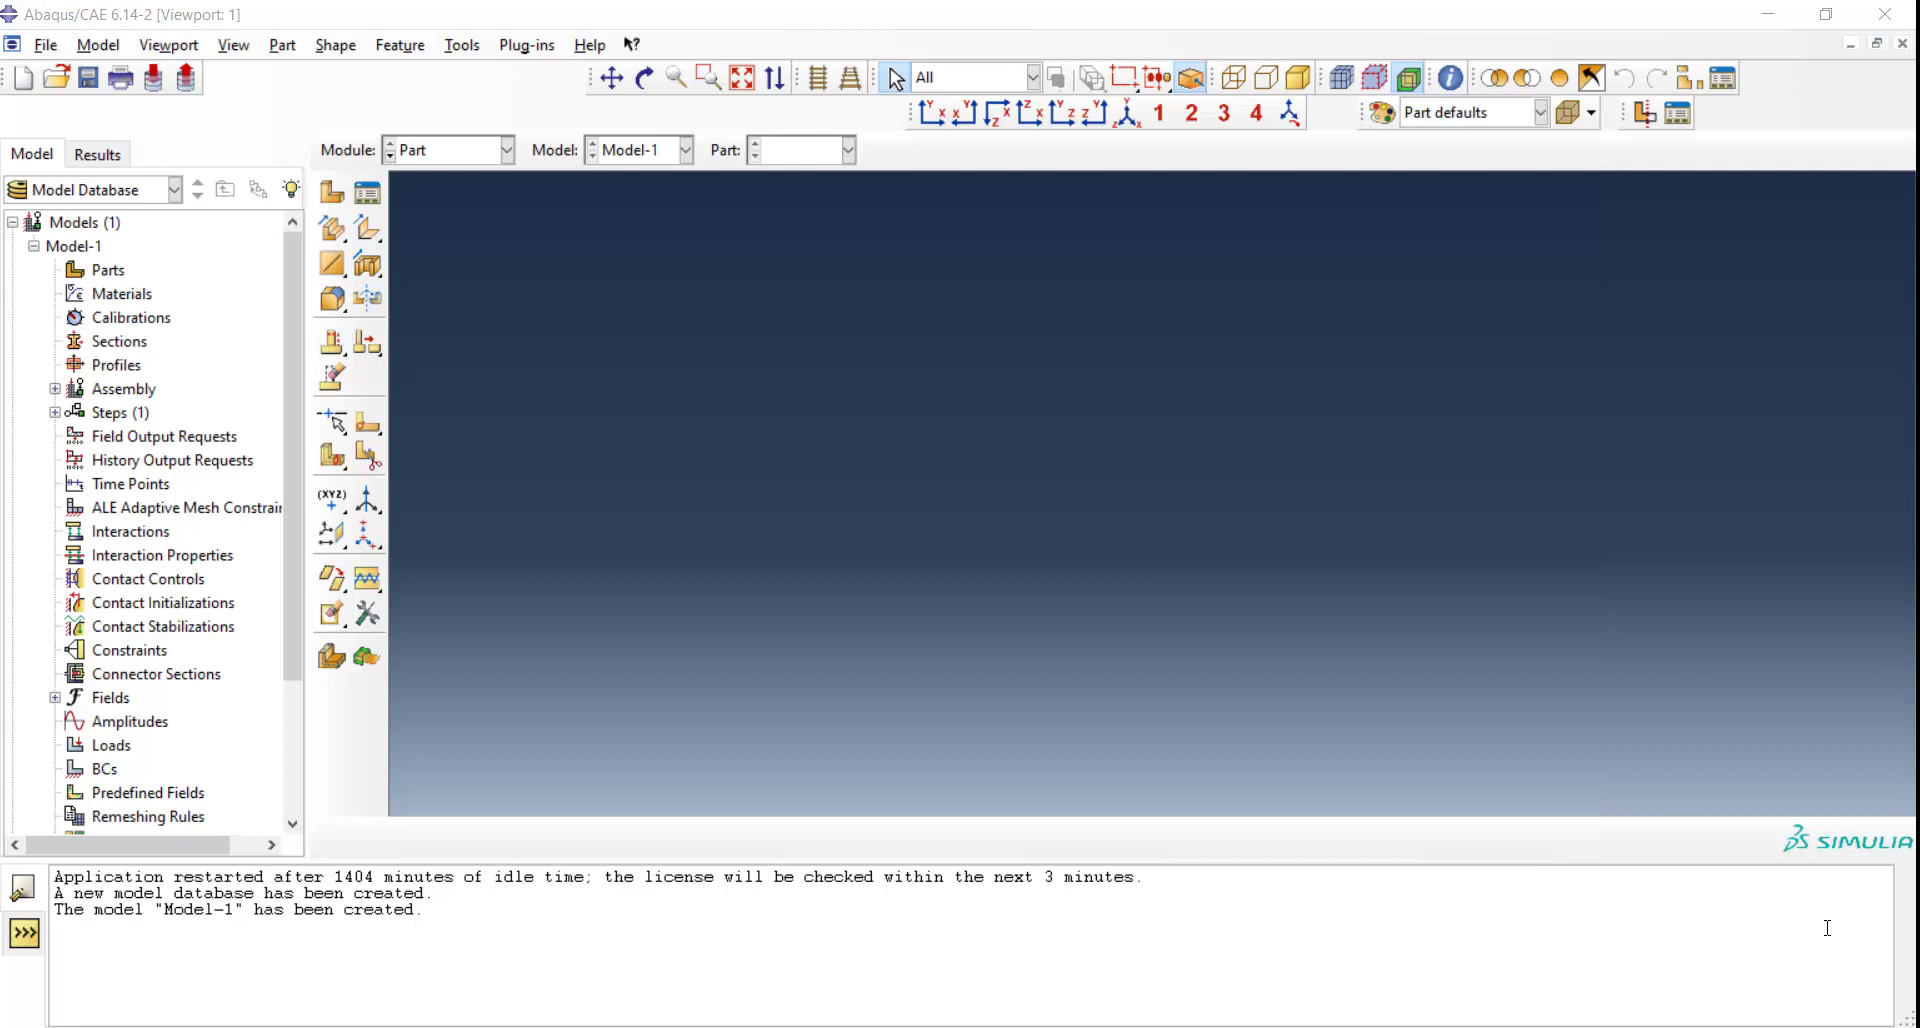 Abaqus/CAE 6.14-2 [Viewport: 1]
File Model Viewport View Part Shape Feature Tools Plug-ins Help
All
1 2 3 4 Part defaults
Model Results
Module: Part Model: Model-1 Part:
Model Database
Models (1)
Model-1
Parts
Materials
Calibrations
Sections
Profiles
Assembly
Steps (1)
Field Output Requests
History Output Requests
Time Points
ALE Adaptive Mesh Constrain
Interactions
Interaction Properties
Contact Controls
Contact Initializations
Contact Stabilizations
Constraints
Connector Sections
Fields
Amplitudes
Loads
BCs
Predefined Fields
Remeshing Rules
(XYZ)
SIMULIA
Application restarted after 1404 minutes of idle time; the license will be checked within the next 3 minutes.
A new model database has been created.
The model "Model-1" has been created.
>>>